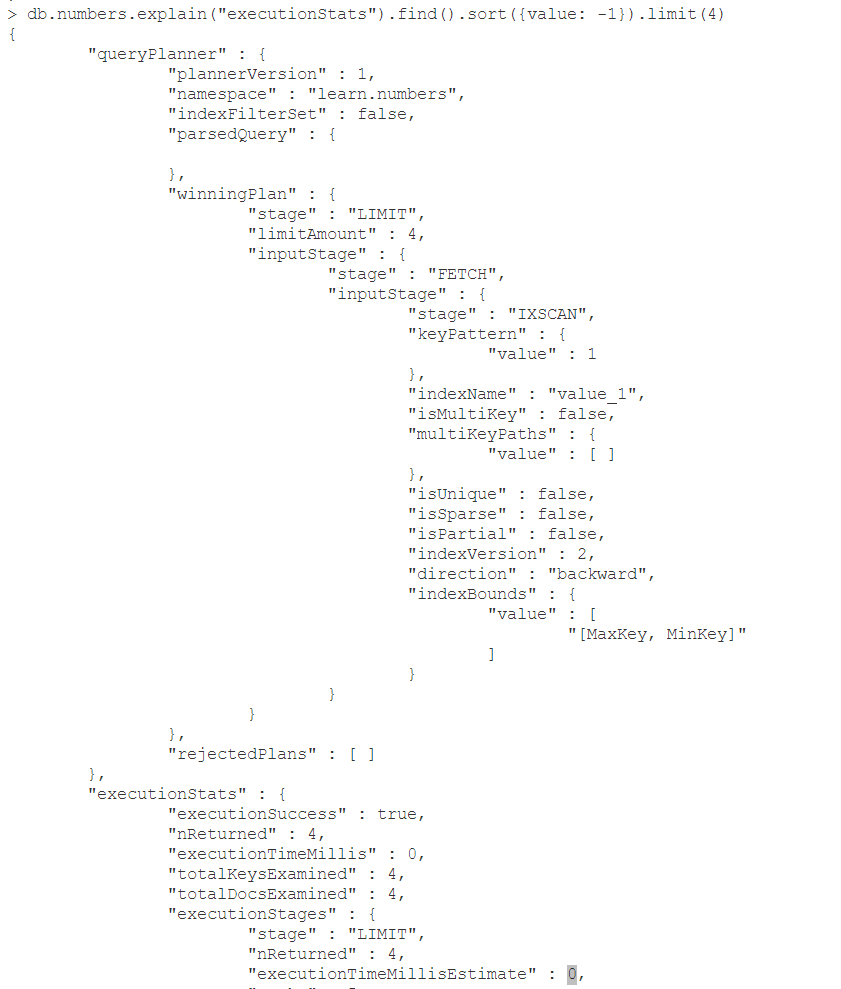 > db.numbers.explain("executionStats").find().sort({value: -1}).limit(4)
{
        "queryPlanner" : {
                "plannerVersion" : 1,
                "namespace" : "learn.numbers",
                "indexFilterSet" : false,
                "parsedQuery" : {

                },
                "winningPlan" : {
                        "stage" : "LIMIT",
                        "limitAmount" : 4,
                        "inputStage" : {
                                "stage" : "FETCH",
                                "inputStage" : {
                                        "stage" : "IXSCAN",
                                        "keyPattern" : {
                                                "value" : 1
                                        },
                                        "indexName" : "value_1",
                                        "isMultiKey" : false,
                                        "multiKeyPaths" : {
                                                "value" : [ ]
                                        },
                                        "isUnique" : false,
                                        "isSparse" : false,
                                        "isPartial" : false,
                                        "indexVersion" : 2,
                                        "direction" : "backward",
                                        "indexBounds" : {
                                                "value" : [
                                                        "[MaxKey, MinKey]"
                                                ]
                                        }
                                }
                        }
                },
                "rejectedPlans" : [ ]
        },
        "executionStats" : {
                "executionSuccess" : true,
                "nReturned" : 4,
                "executionTimeMillis" : 0,
                "totalKeysExamined" : 4,
                "totalDocsExamined" : 4,
                "executionStages" : {
                        "stage" : "LIMIT",
                        "nReturned" : 4,
                        "executionTimeMillisEstimate" : 0,